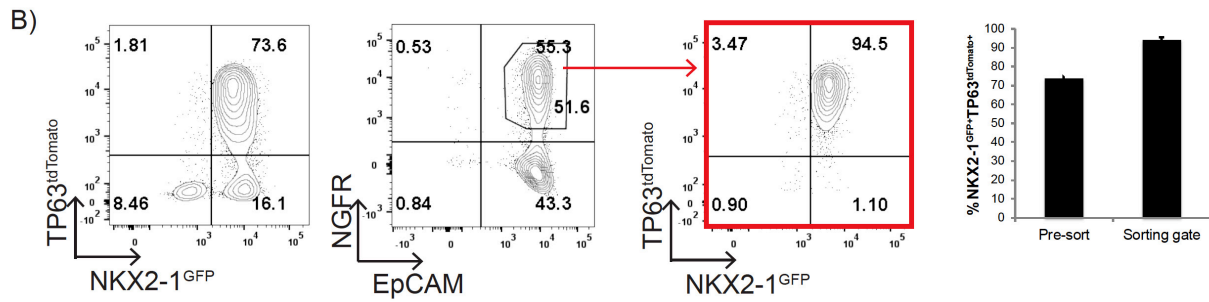 B)
1.81 73.6
8.46 16.1
10⁵
10⁴
10³
10²
0
-10²
0 10³ 10⁴ 10⁵
TP63tdTomato
NKX2-1GFP
0.53 55.3
51.6
0.84 43.3
10⁵
10⁴
10³
0
-10³
-10³ 0 10³ 10⁴ 10⁵
NGFR
EpCAM
3.47 94.5
0.90 1.10
10⁵
10⁴
10³
10²
0
-10²
0 10³ 10⁴ 10⁵
TP63tdTomato
NKX2-1GFP
% NKX2-1GFP+TP63tdTomato+
100
90
80
70
60
50
40
30
20
10
0
Pre-sort Sorting gate